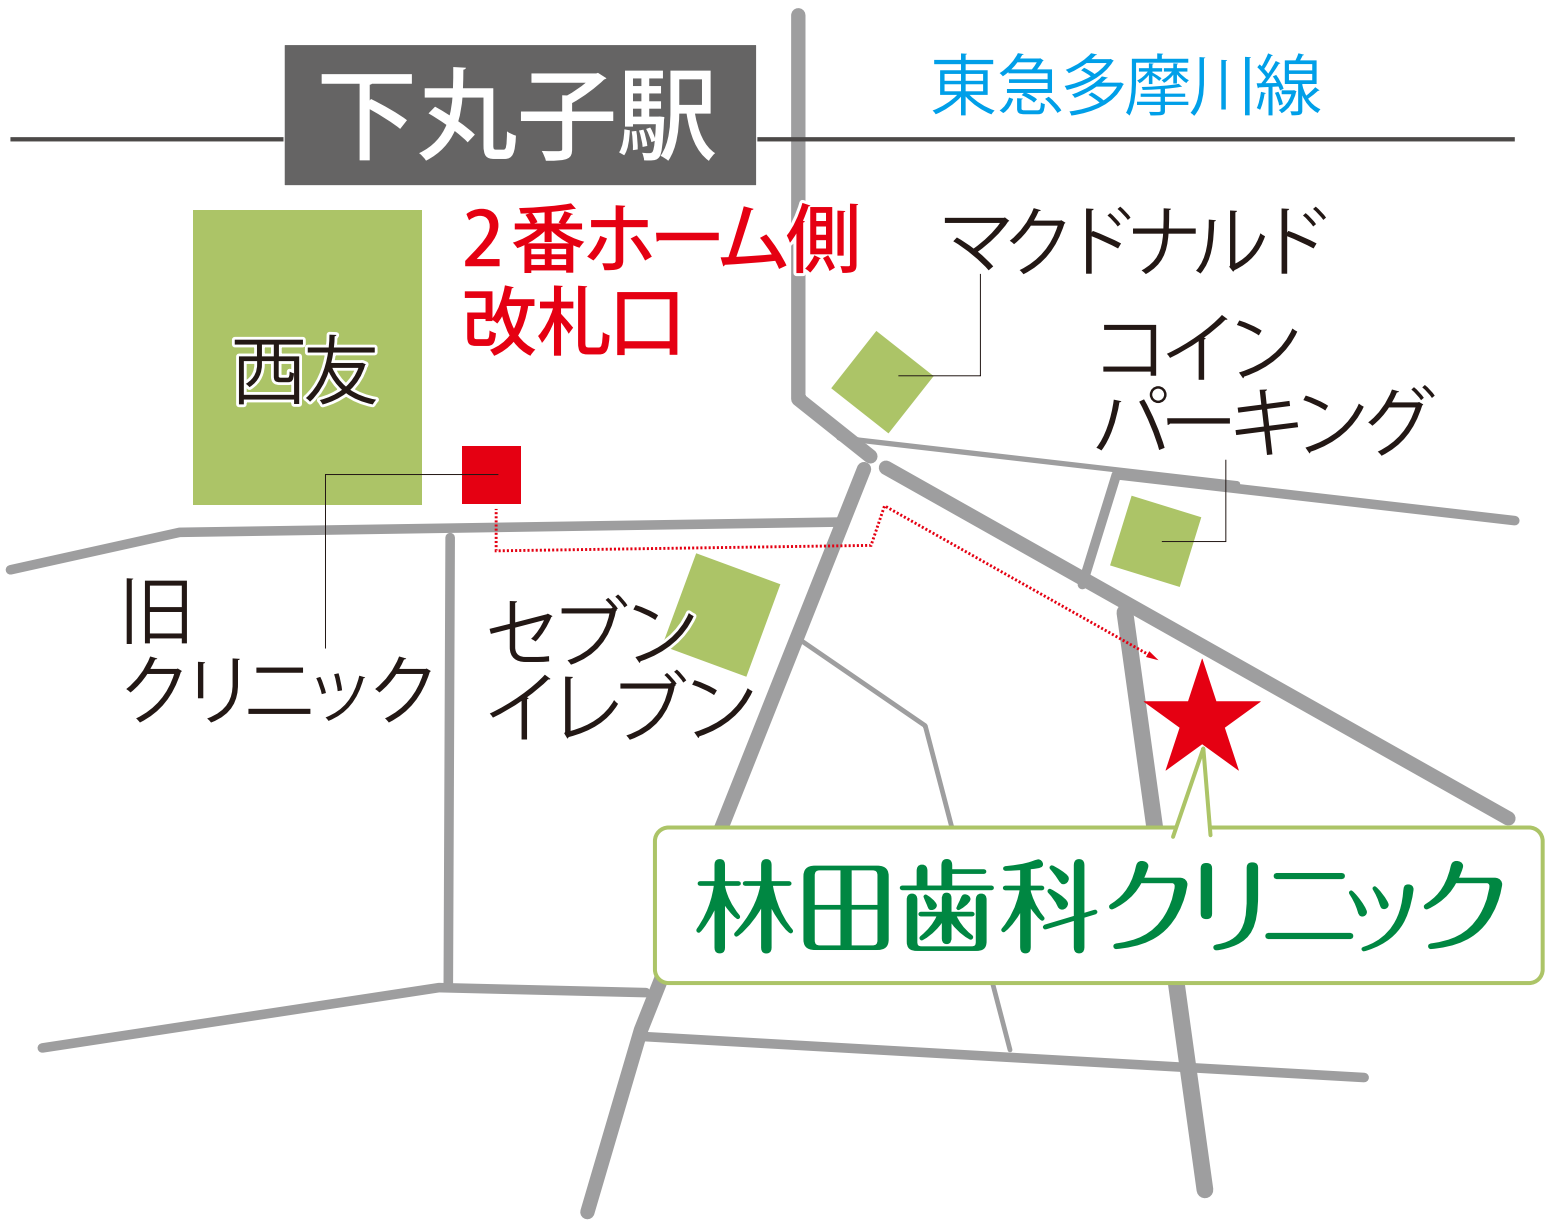 下丸子駅
東急多摩川線
2番ホーム側
改札口
マクドナルド
コイン
パーキング
西友
旧
クリニック
セブン
イレブン
林田歯科クリニック